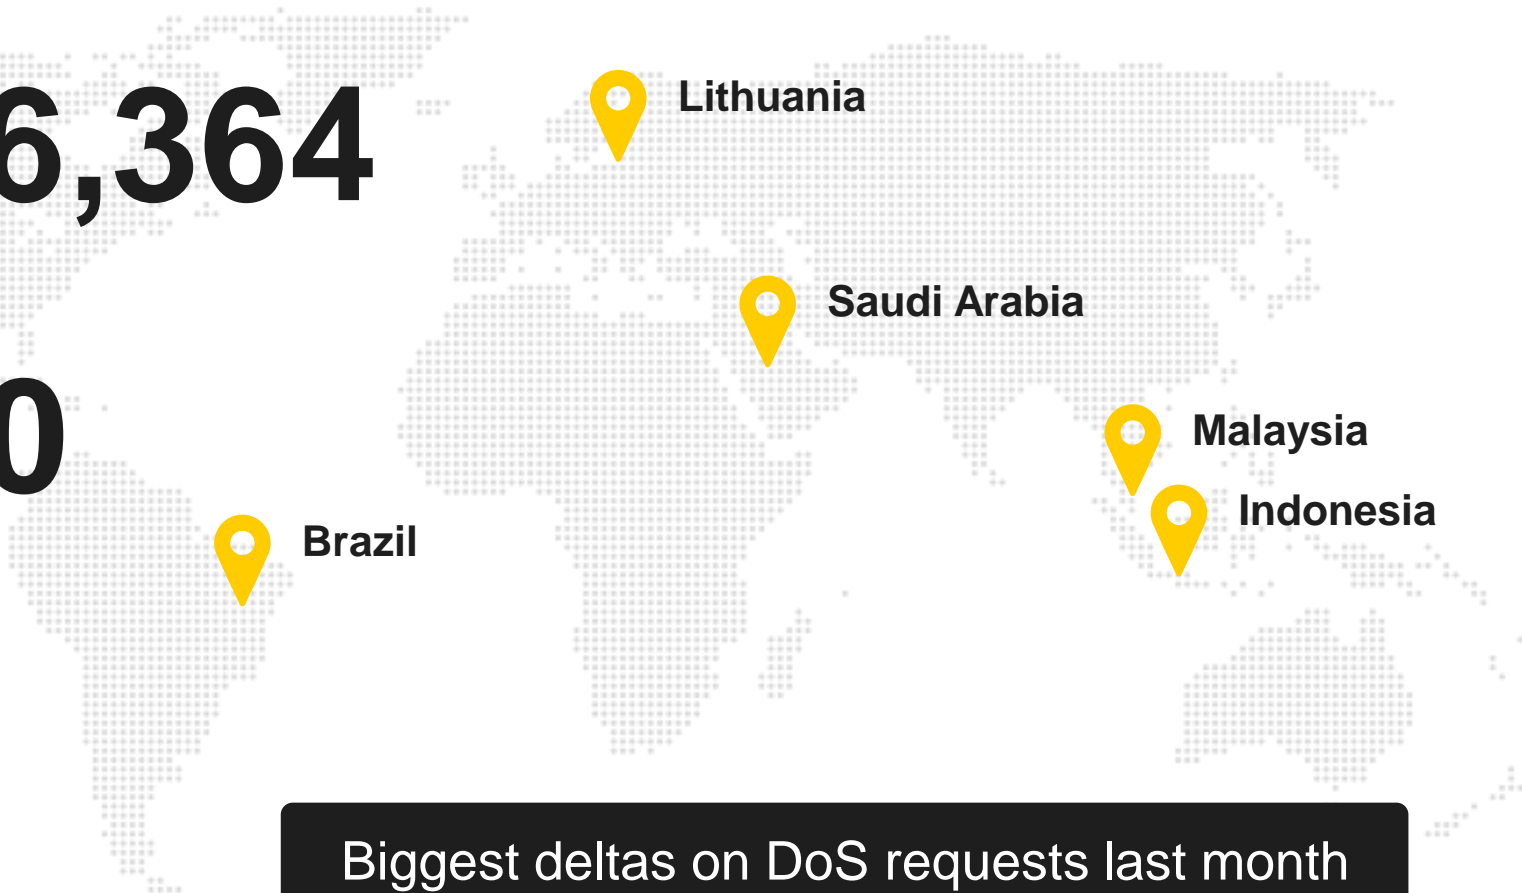 6,364
Lithuania
Saudi Arabia
0
Malaysia
Indonesia
Brazil
Biggest deltas on DoS requests last month